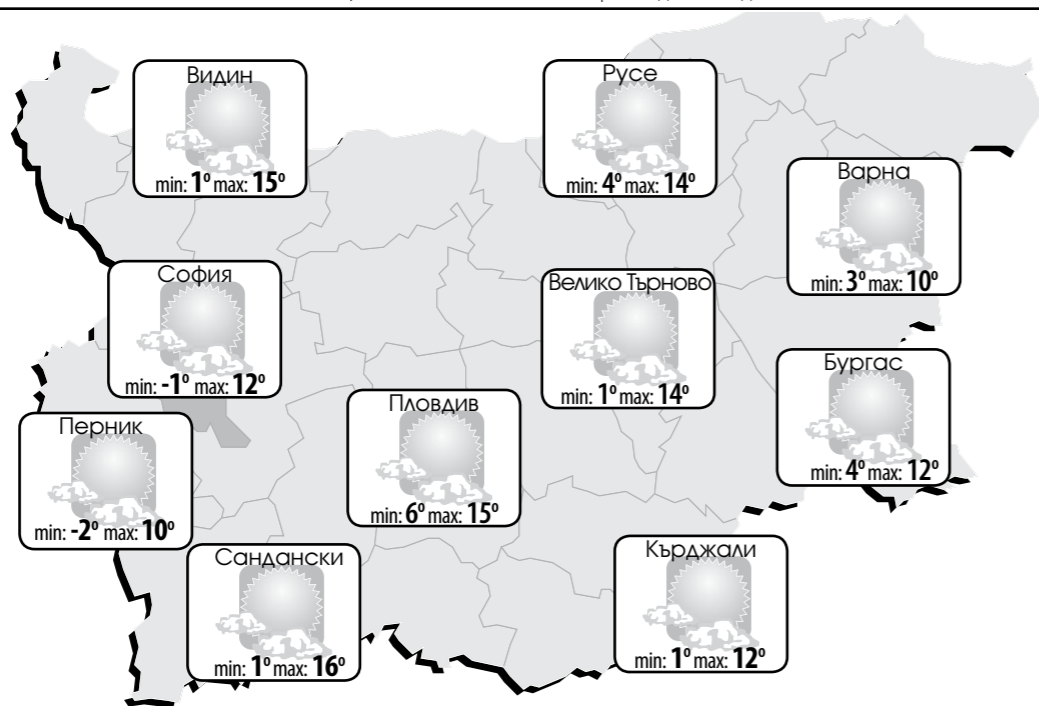 Видин
min: 1° max: 15°
Русе
min: 4° max: 14°
Варна
min: 3° max: 10°
София
min: -1° max: 12°
Велико Търново
min: 1° max: 14°
Бургас
min: 4° max: 12°
Пловдив
min: 6° max: 15°
Перник
min: -2° max: 10°
Сандански
min: 1° max: 16°
Кърджали
min: 1° max: 12°